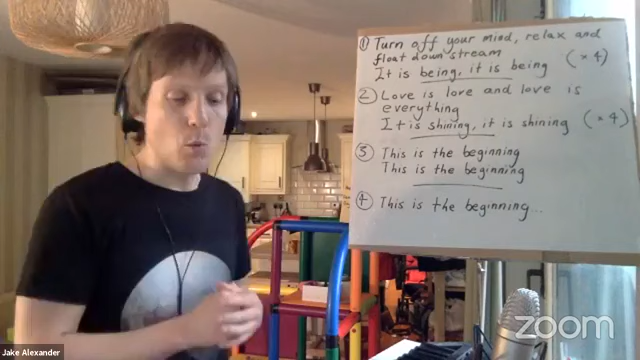 ① Turn off your mind, relax and
float down stream (×4)
It is being, it is being
② Love is love and love is
everything
It is shining, it is shining (×4)
③ This is the beginning
This is the beginning
④ This is the beginning...
Jake Alexander
zoom